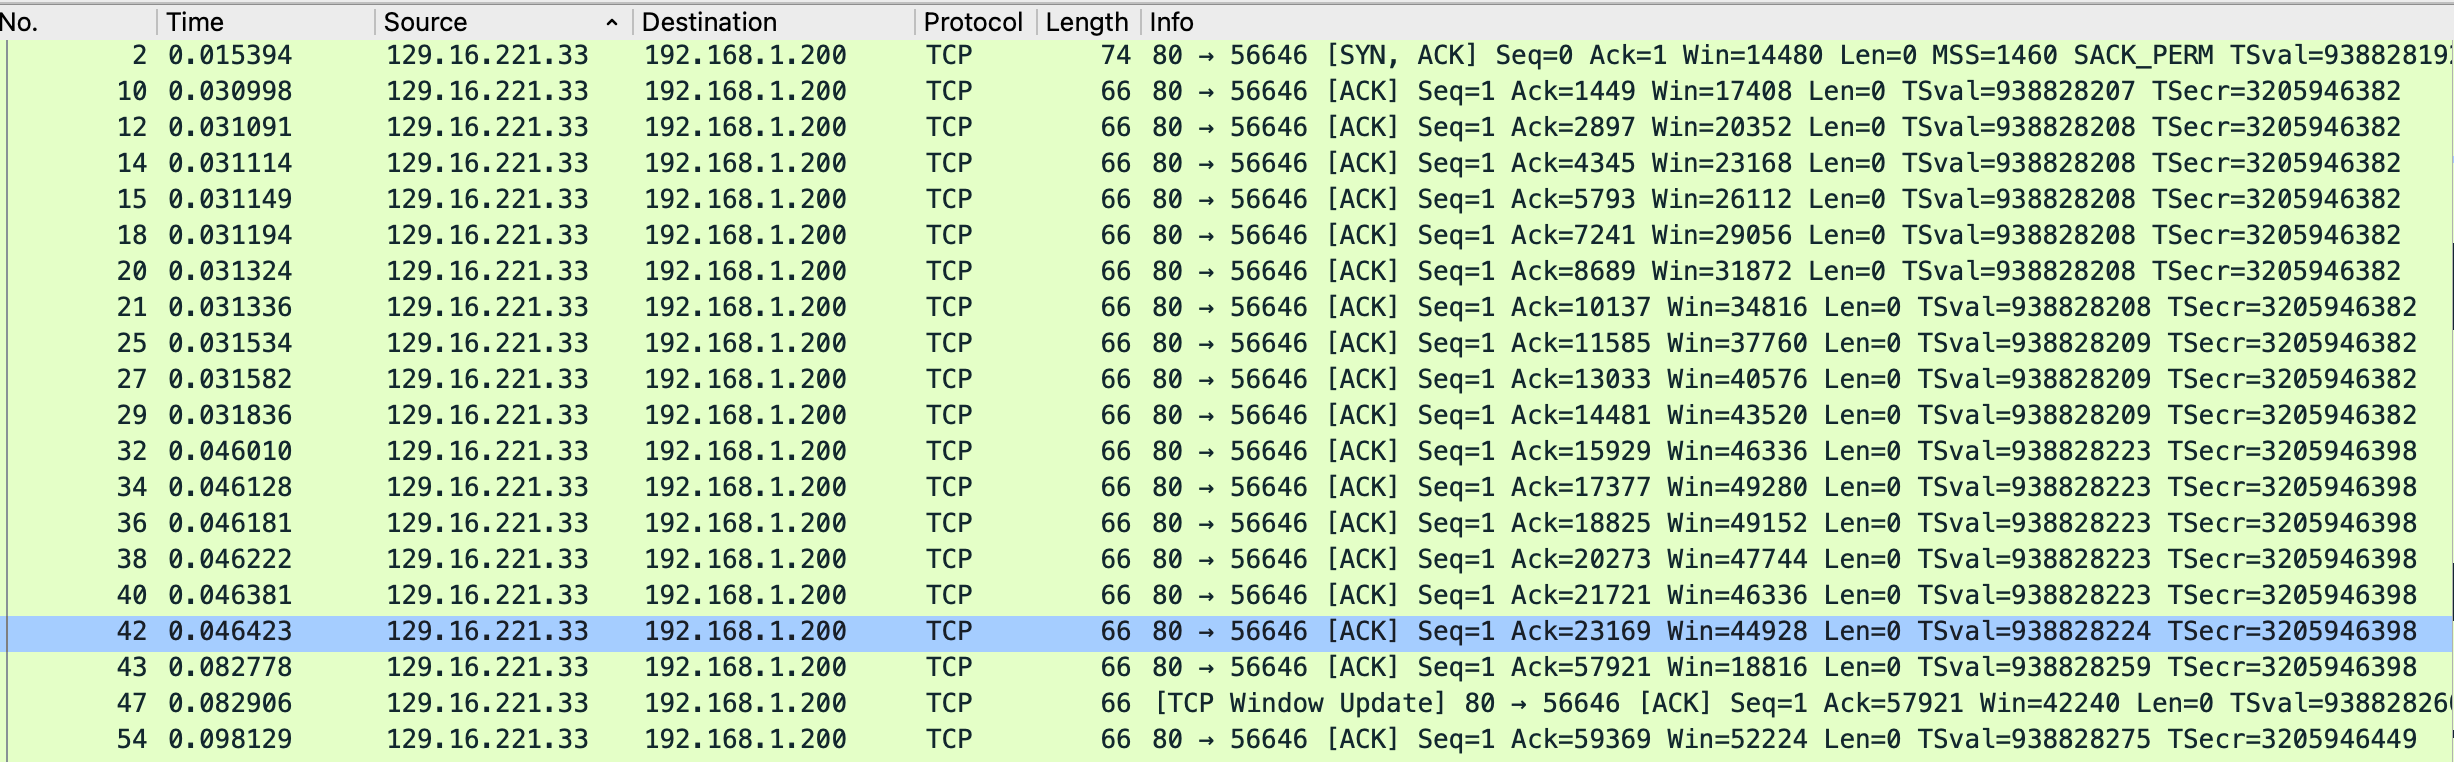 No. Time Source Destination Protocol Length Info
2 0.015394 129.16.221.33 192.168.1.200 TCP 74 80 → 56646 [SYN, ACK] Seq=0 Ack=1 Win=14480 Len=0 MSS=1460 SACK_PERM TSval=93882819
10 0.030998 129.16.221.33 192.168.1.200 TCP 66 80 → 56646 [ACK] Seq=1 Ack=1449 Win=17408 Len=0 TSval=938828207 TSecr=3205946382
12 0.031091 129.16.221.33 192.168.1.200 TCP 66 80 → 56646 [ACK] Seq=1 Ack=2897 Win=20352 Len=0 TSval=938828208 TSecr=3205946382
14 0.031114 129.16.221.33 192.168.1.200 TCP 66 80 → 56646 [ACK] Seq=1 Ack=4345 Win=23168 Len=0 TSval=938828208 TSecr=3205946382
15 0.031149 129.16.221.33 192.168.1.200 TCP 66 80 → 56646 [ACK] Seq=1 Ack=5793 Win=26112 Len=0 TSval=938828208 TSecr=3205946382
18 0.031194 129.16.221.33 192.168.1.200 TCP 66 80 → 56646 [ACK] Seq=1 Ack=7241 Win=29056 Len=0 TSval=938828208 TSecr=3205946382
20 0.031324 129.16.221.33 192.168.1.200 TCP 66 80 → 56646 [ACK] Seq=1 Ack=8689 Win=31872 Len=0 TSval=938828208 TSecr=3205946382
21 0.031336 129.16.221.33 192.168.1.200 TCP 66 80 → 56646 [ACK] Seq=1 Ack=10137 Win=34816 Len=0 TSval=938828208 TSecr=3205946382
25 0.031534 129.16.221.33 192.168.1.200 TCP 66 80 → 56646 [ACK] Seq=1 Ack=11585 Win=37760 Len=0 TSval=938828209 TSecr=3205946382
27 0.031582 129.16.221.33 192.168.1.200 TCP 66 80 → 56646 [ACK] Seq=1 Ack=13033 Win=40576 Len=0 TSval=938828209 TSecr=3205946382
29 0.031836 129.16.221.33 192.168.1.200 TCP 66 80 → 56646 [ACK] Seq=1 Ack=14481 Win=43520 Len=0 TSval=938828209 TSecr=3205946382
32 0.046010 129.16.221.33 192.168.1.200 TCP 66 80 → 56646 [ACK] Seq=1 Ack=15929 Win=46336 Len=0 TSval=938828223 TSecr=3205946398
34 0.046128 129.16.221.33 192.168.1.200 TCP 66 80 → 56646 [ACK] Seq=1 Ack=17377 Win=49280 Len=0 TSval=938828223 TSecr=3205946398
36 0.046181 129.16.221.33 192.168.1.200 TCP 66 80 → 56646 [ACK] Seq=1 Ack=18825 Win=49152 Len=0 TSval=938828223 TSecr=3205946398
38 0.046222 129.16.221.33 192.168.1.200 TCP 66 80 → 56646 [ACK] Seq=1 Ack=20273 Win=47744 Len=0 TSval=938828223 TSecr=3205946398
40 0.046381 129.16.221.33 192.168.1.200 TCP 66 80 → 56646 [ACK] Seq=1 Ack=21721 Win=46336 Len=0 TSval=938828223 TSecr=3205946398
42 0.046423 129.16.221.33 192.168.1.200 TCP 66 80 → 56646 [ACK] Seq=1 Ack=23169 Win=44928 Len=0 TSval=938828224 TSecr=3205946398
43 0.082778 129.16.221.33 192.168.1.200 TCP 66 80 → 56646 [ACK] Seq=1 Ack=57921 Win=18816 Len=0 TSval=938828259 TSecr=3205946398
47 0.082906 129.16.221.33 192.168.1.200 TCP 66 [TCP Window Update] 80 → 56646 [ACK] Seq=1 Ack=57921 Win=42240 Len=0 TSval=93882826
54 0.098129 129.16.221.33 192.168.1.200 TCP 66 80 → 56646 [ACK] Seq=1 Ack=59369 Win=52224 Len=0 TSval=938828275 TSecr=3205946449